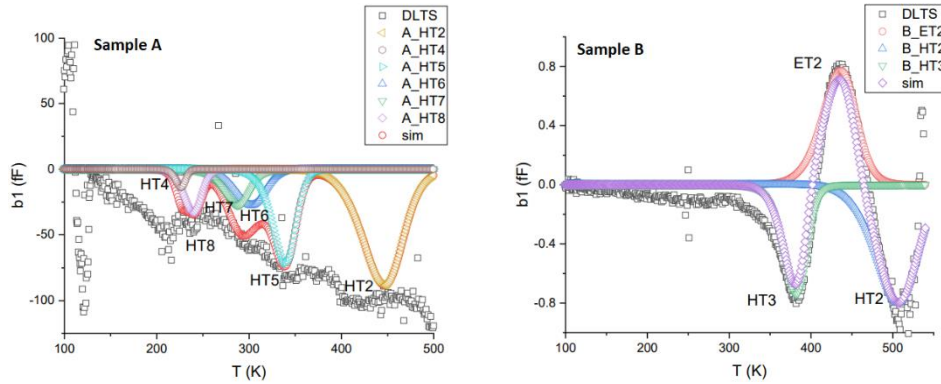 Sample A
DLTS
A_HT2
A_HT4
A_HT5
A_HT6
A_HT7
A_HT8
sim
100
50
0
-50
-100
b1 (fF)
HT4
HT7
HT6
HT8
HT5
HT2
100
200
300
400
500
T (K)
Sample B
ET2
DLTS
B_ET2
B_HT2
B_HT3
sim
0.8
0.4
0.0
-0.4
-0.8
b1 (fF)
HT3
HT2
100
200
300
400
500
T (K)